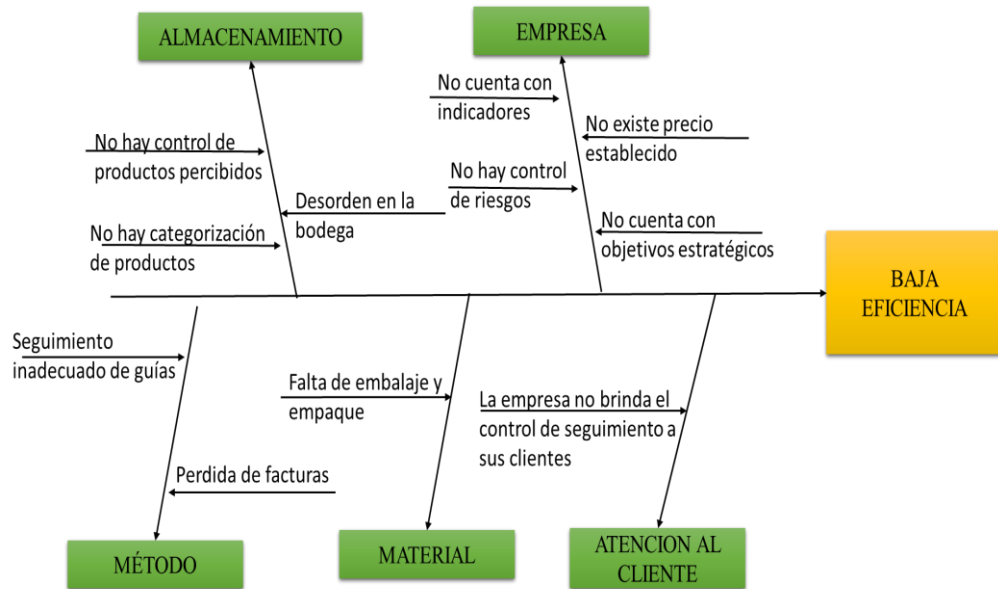 ALMACENAMIENTO
EMPRESA
No cuenta con
indicadores
No hay control de
productos percibidos
No existe precio
establecido
No hay control
de riesgos
Desorden en la
bodega
No hay categorización
de productos
No cuenta con
objetivos estratégicos
BAJA
EFICIENCIA
Seguimiento
inadecuado de guías
Falta de embalaje y
empaque
La empresa no brinda el
control de seguimiento a
sus clientes
Perdida de facturas
MÉTODO
MATERIAL
ATENCION AL
CLIENTE